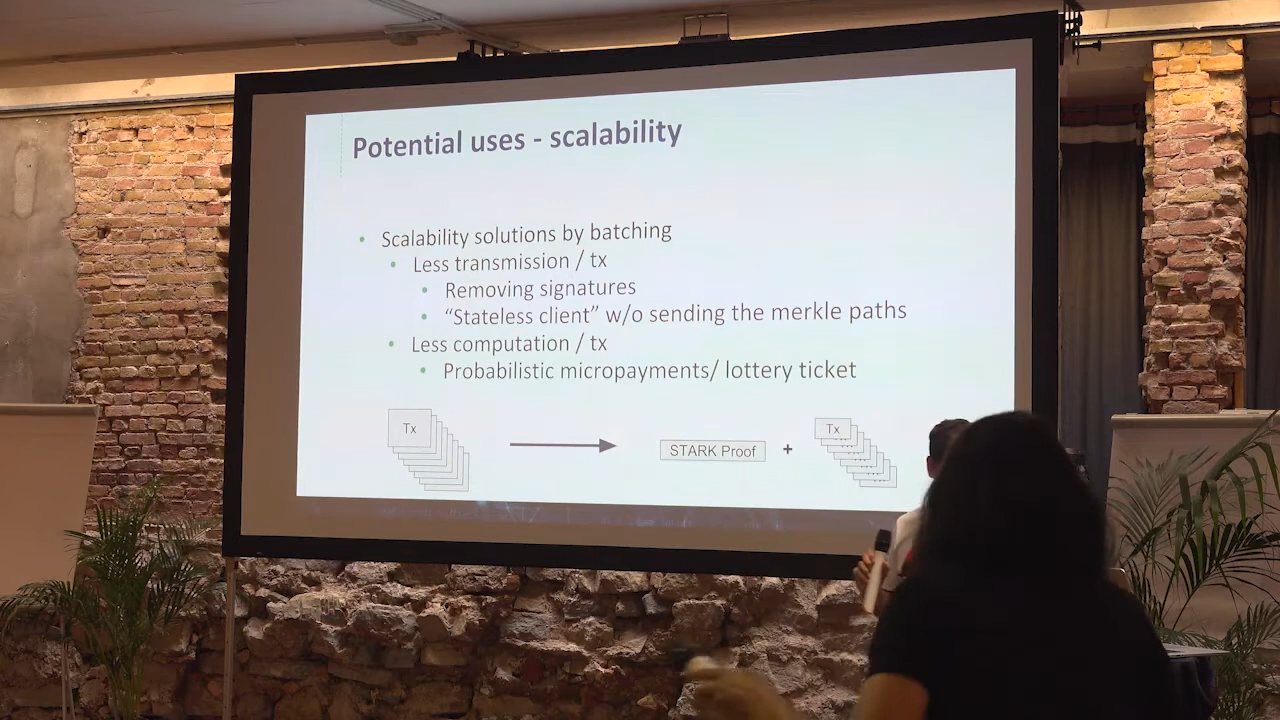 Potential uses - scalability
• Scalability solutions by batching
• Less transmission / tx
• Removing signatures
• “Stateless client” w/o sending the merkle paths
• Less computation / tx
• Probabilistic micropayments/ lottery ticket
Tx
STARK Proof
+
Tx